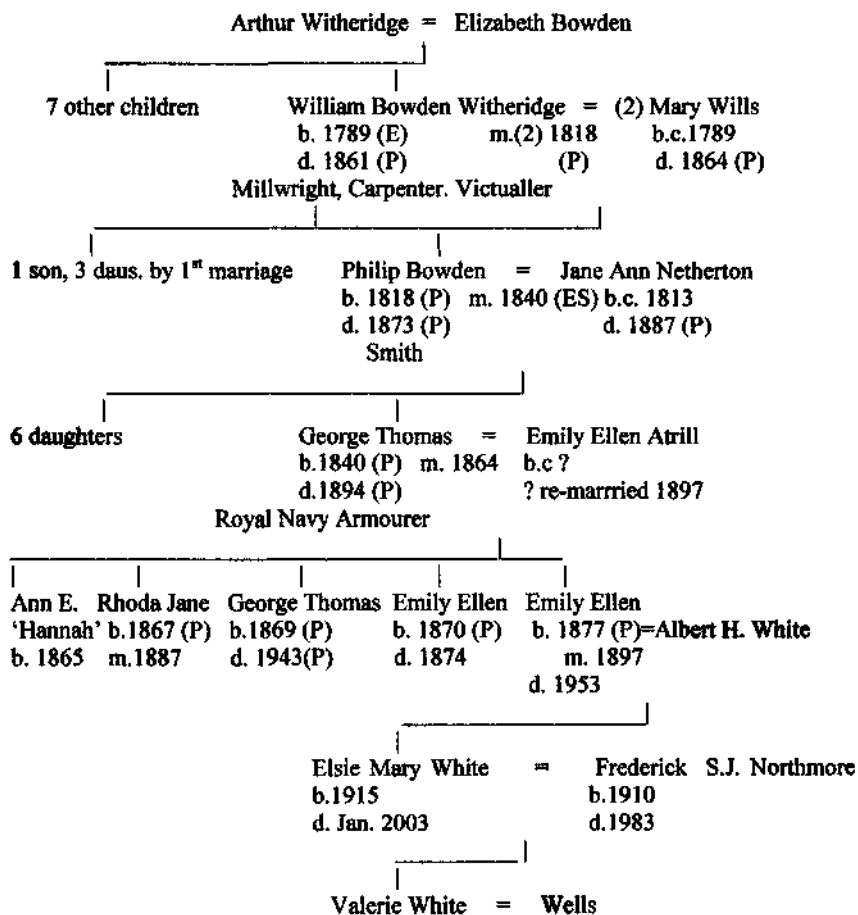 Arthur Witheridge = Elizabeth Bowden
7 other children William Bowden Witheridge = (2) Mary Wills
b. 1789 (E) m.(2) 1818 b.c.1789
d. 1861 (P) (P) d. 1864 (P)
Millwright, Carpenter. Victualler
1 son, 3 daus. by 1st marriage Philip Bowden = Jane Ann Netherton
b. 1818 (P) m. 1840 (ES) b.c. 1813
d. 1873 (P) d. 1887 (P)
Smith
6 daughters George Thomas = Emily Ellen Atrill
b.1840 (P) m. 1864 b.c ?
d.1894 (P) ? re-marrried 1897
Royal Navy Armourer
Ann E. Rhoda Jane George Thomas Emily Ellen Emily Ellen
'Hannah' b.1867 (P) b.1869 (P) b. 1870 (P) b. 1877 (P)=Albert H. White
b. 1865 m.1887 d. 1943(P) d. 1874 m. 1897
d. 1953
Elsie Mary White = Frederick S.J. Northmore
b.1915 b.1910
d. Jan. 2003 d.1983
Valerie White = Wells